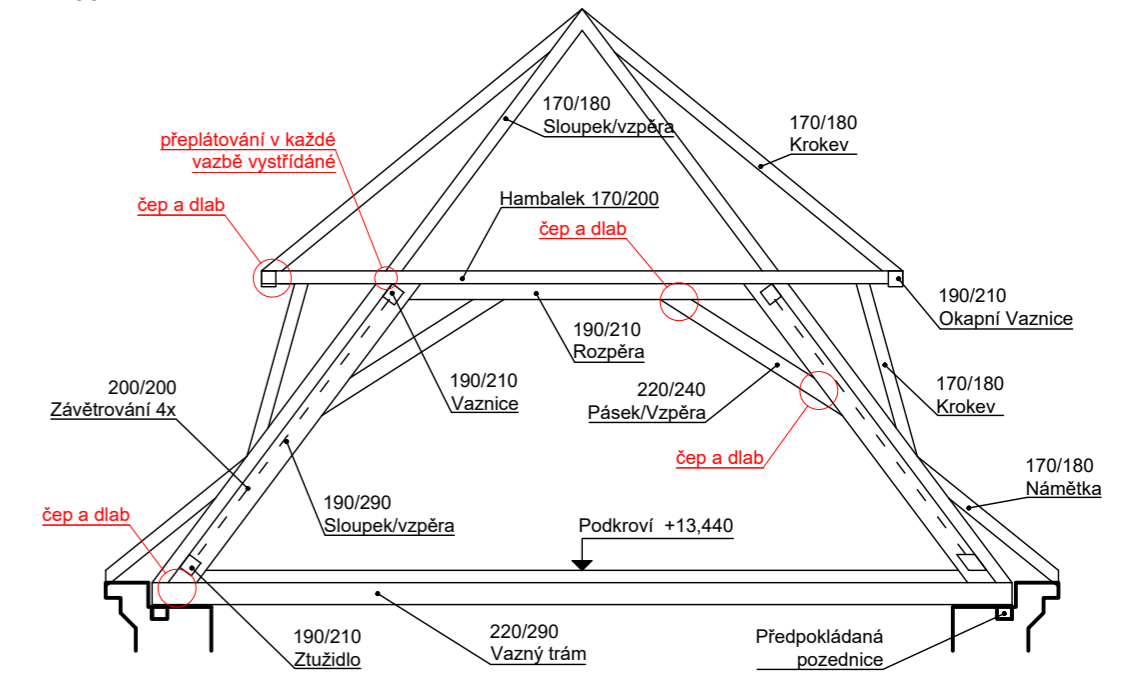 170/180
Sloupek/vzpěra
170/180
Krokev
přeplátování v každé
vazbě vystřídáné
čep a dlab
Hambalek 170/200
čep a dlab
190/210
Okapní Vaznice
190/210
Rozpěra
200/200
Závětrování 4x
190/210
Vaznice
220/240
Pásek/Vzpěra
170/180
Krokev
čep a dlab
170/180
Námětka
190/290
Sloupek/vzpěra
čep a dlab
Podkroví +13,440
190/210
Ztužidlo
220/290
Vazný trám
Předpokládaná
pozednice